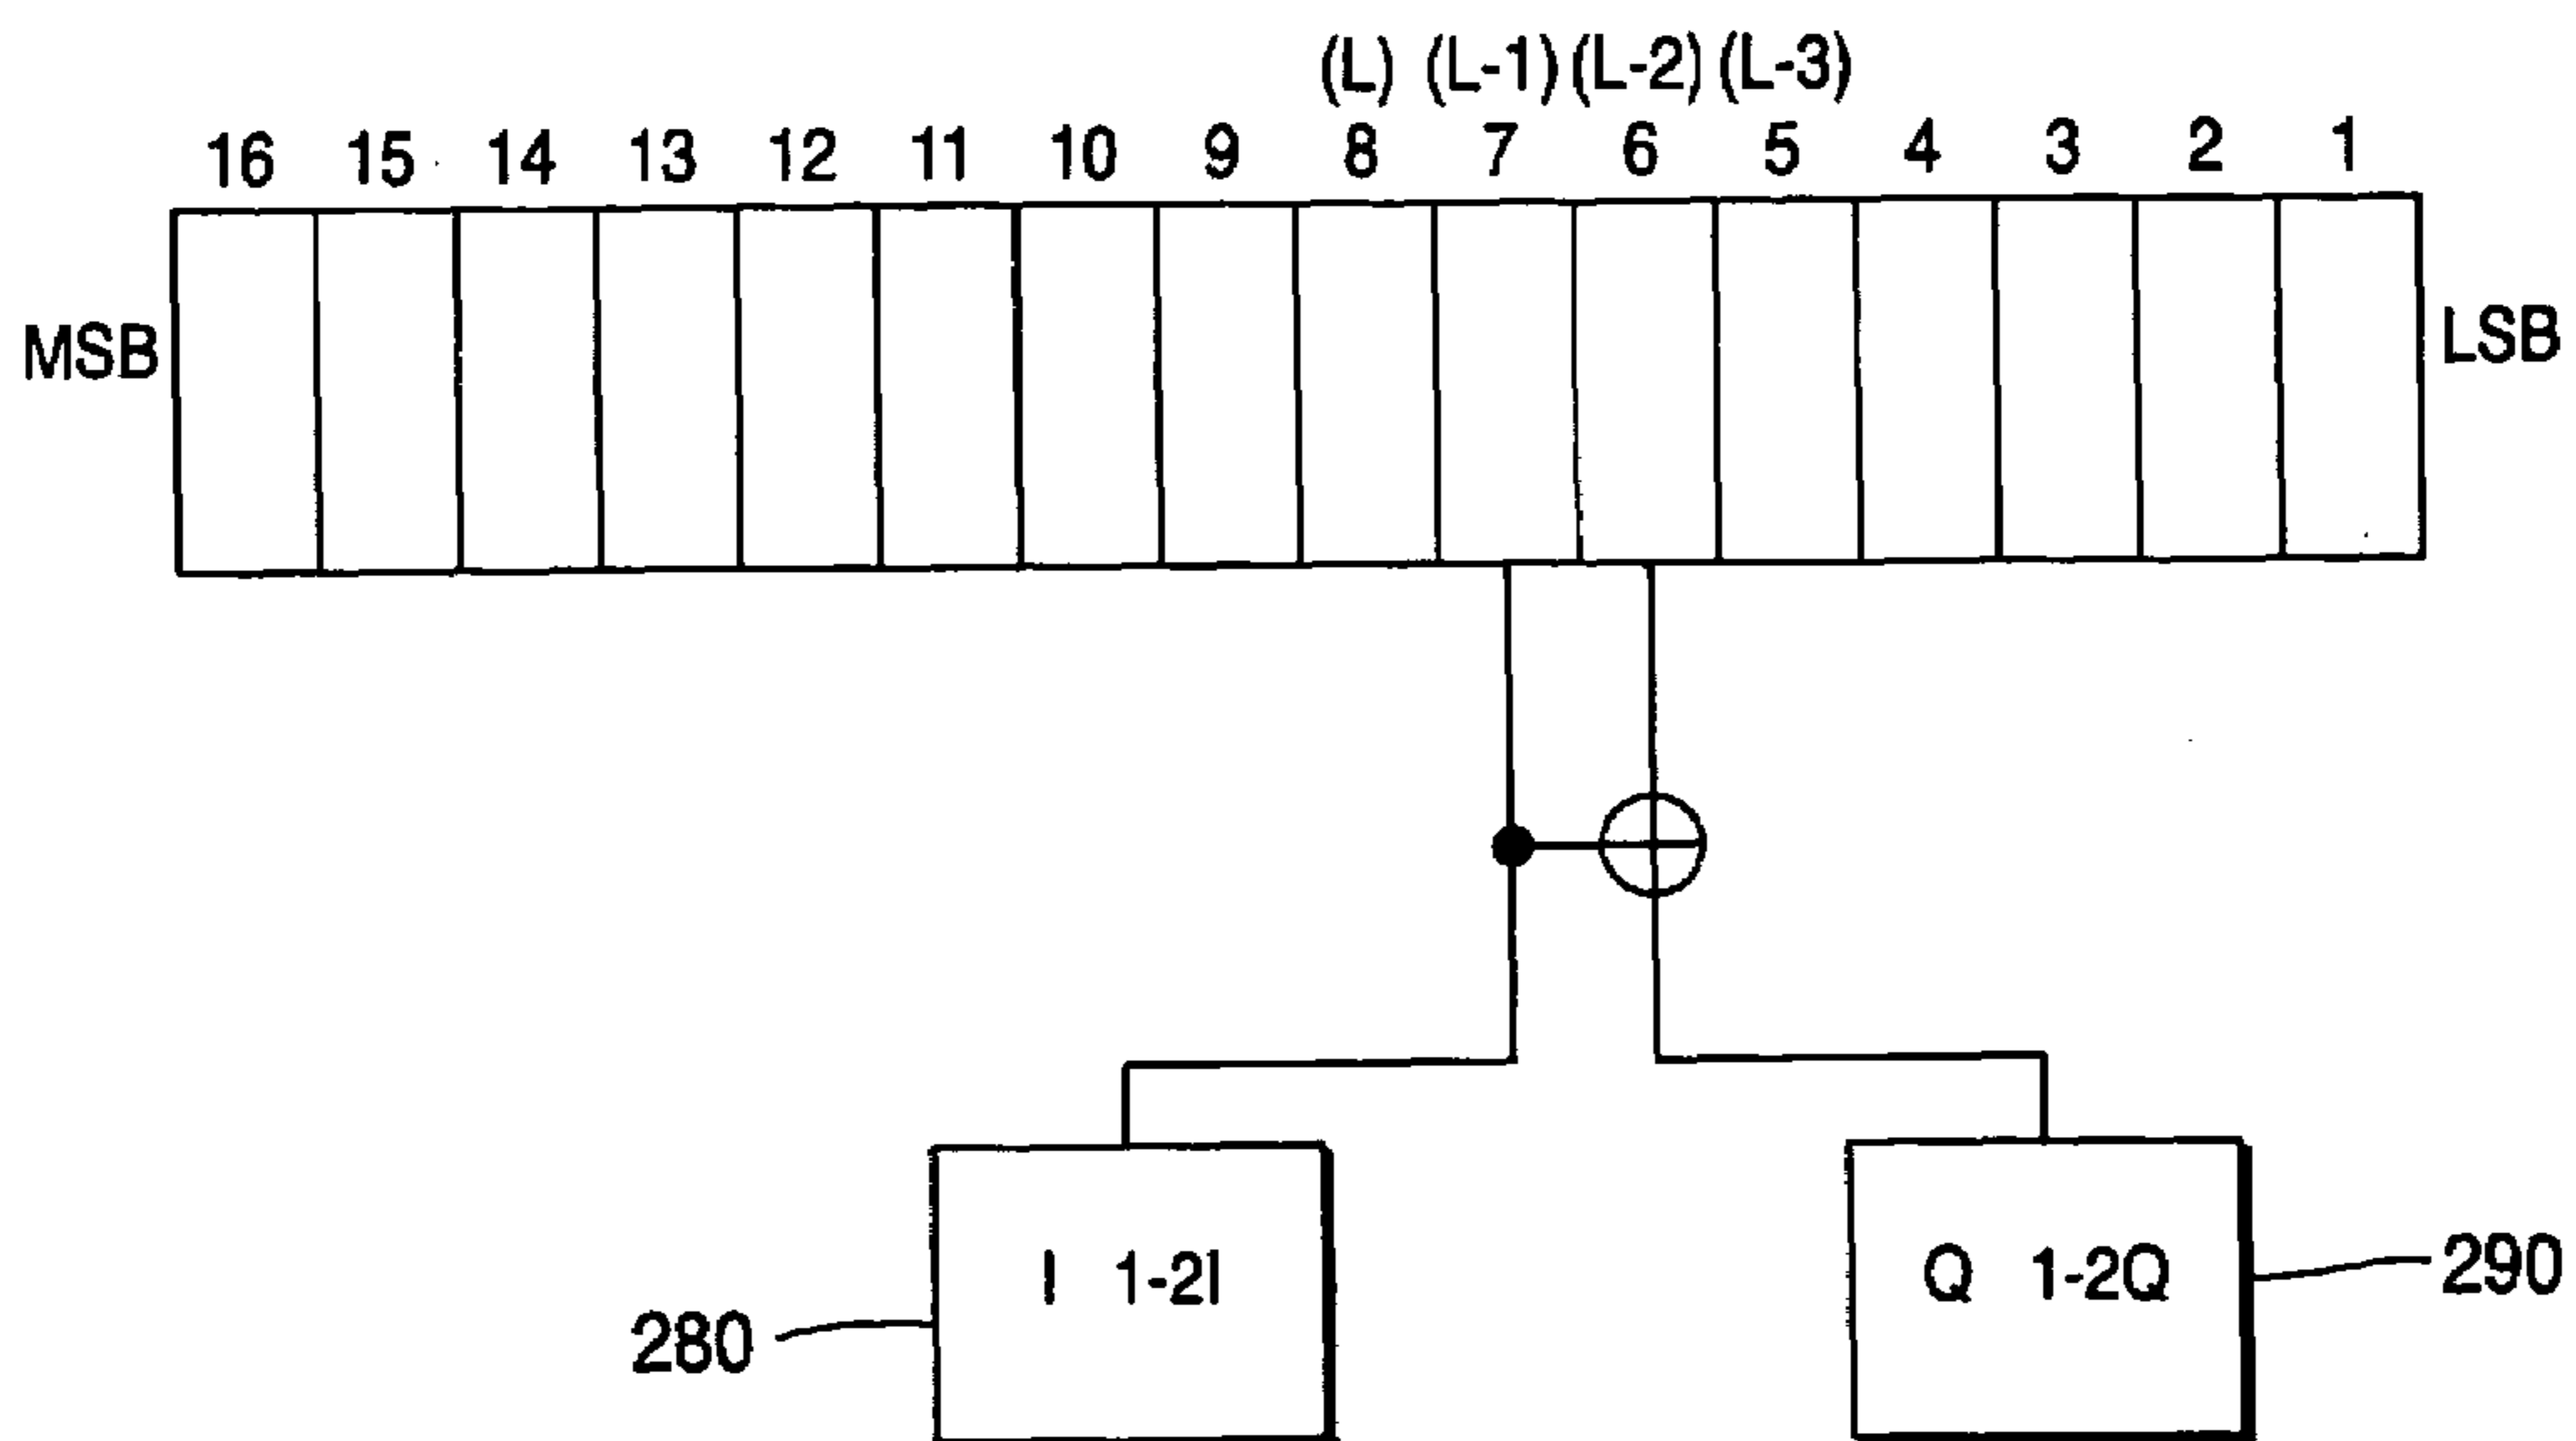 (L) (L-1) (L-2) (L-3)
16 15 14 13 12 11 10 9 8 7 6 5 4 3 2 1
MSB LSB
I 1-2I Q 1-2Q
280 290